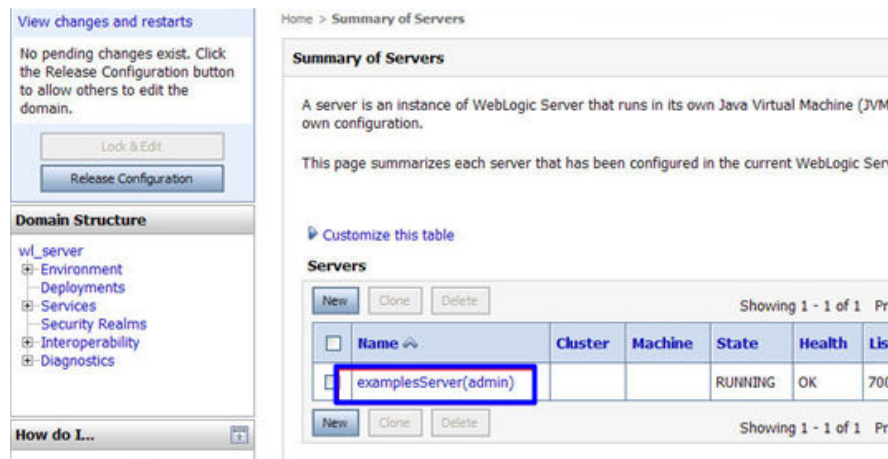 View changes and restarts
No pending changes exist. Click
the Release Configuration button
to allow others to edit the
domain.
Lock & Edit
Release Configuration
Domain Structure
wl_server
Environment
Deployments
Services
Security Realms
Interoperability
Diagnostics
How do I...
Home > Summary of Servers
Summary of Servers
A server is an instance of WebLogic Server that runs in its own Java Virtual Machine (JVM
own configuration.
This page summarizes each server that has been configured in the current WebLogic Ser
Customize this table
Servers
New Clone Delete Showing 1 - 1 of 1 Pr
Name Cluster Machine State Health Lis
examplesServer(admin) RUNNING OK 700
New Clone Delete Showing 1 - 1 of 1 Pr